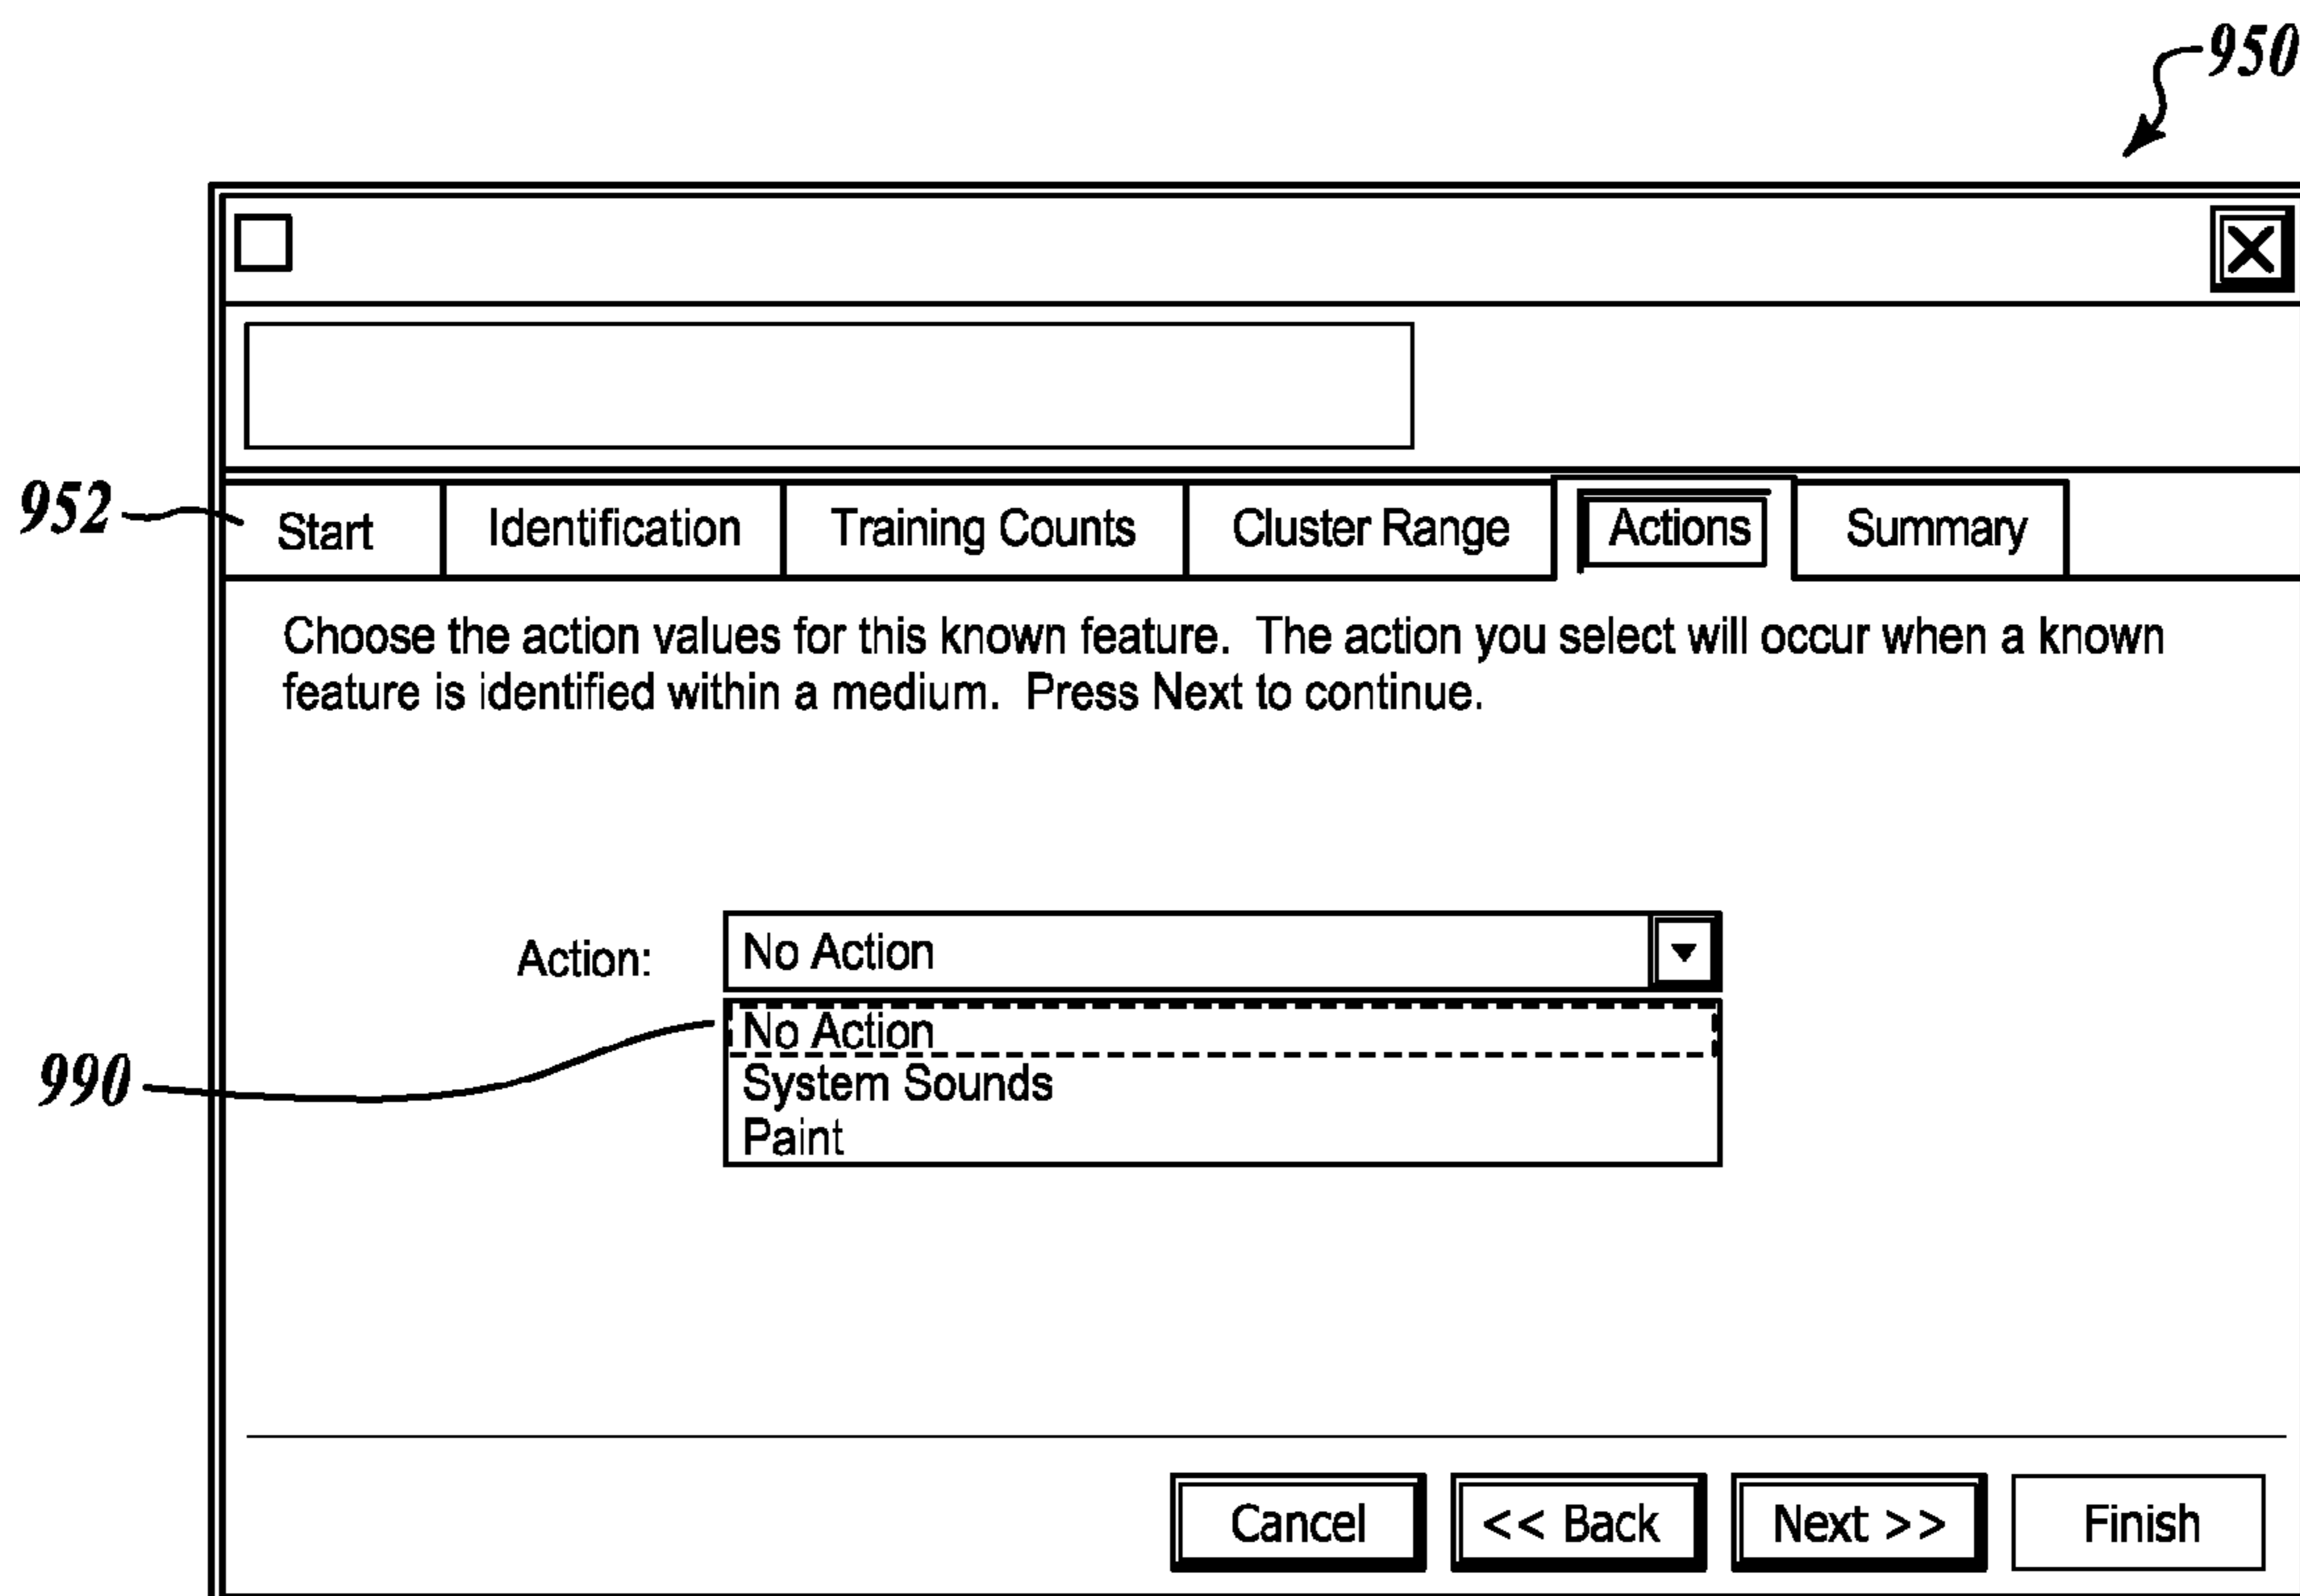 950
952
Start Identification Training Counts Cluster Range Actions Summary
Choose the action values for this known feature. The action you select will occur when a known
feature is identified within a medium. Press Next to continue.
Action: No Action
990
No Action
System Sounds
Paint
Cancel << Back Next >> Finish